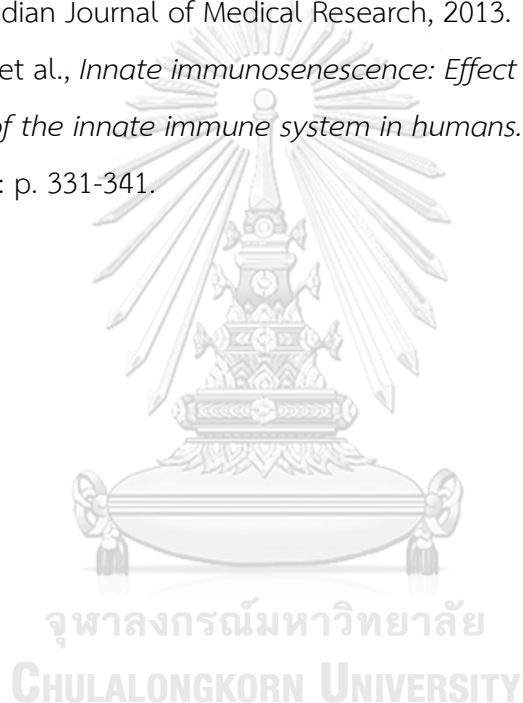 dian Journal of Medical Research, 2013.
et al., Innate immunosenescence: Effect
of the innate immune system in humans.
: p. 331-341.
จุฬาลงกรณ์มหาวิทยาลัย
CHULALONGKORN UNIVERSITY